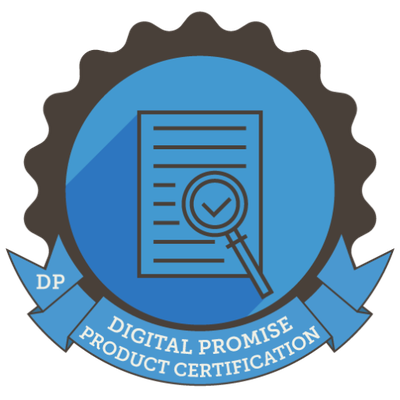 DP
DIGITAL PROMISE
PRODUCT CERTIFICATION